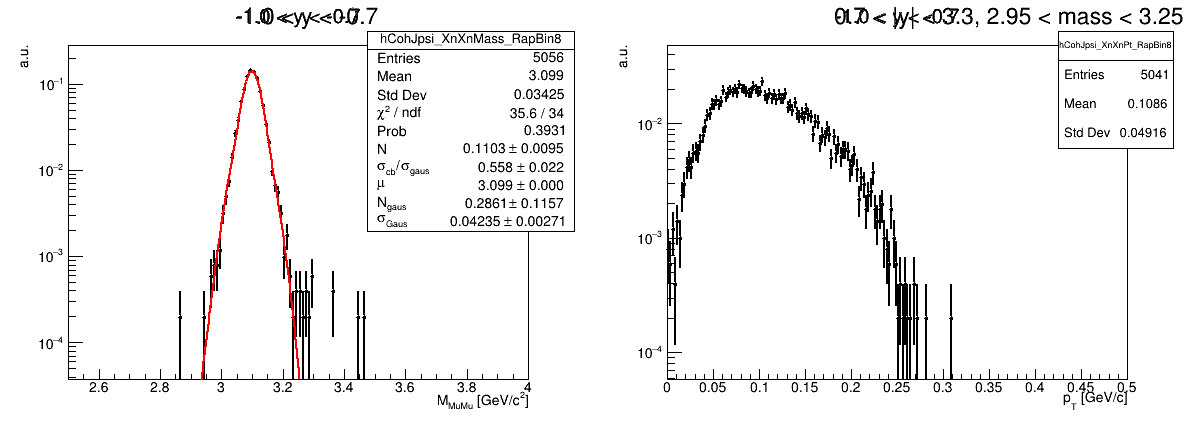 -1.0 < y < -0.7
a.u.
hCohJpsi_XnXnMass_RapBin8
Entries 5056
Mean 3.099
Std Dev 0.03425
χ² / ndf 35.6 / 34
Prob 0.3931
N 0.1103 ± 0.0095
σcb/σgaus 0.558 ± 0.022
μ 3.099 ± 0.000
Ngaus 0.2861± 0.1157
σGaus 0.04235 ± 0.00271
10⁻¹
10⁻²
10⁻³
10⁻⁴
2.6 2.8 3 3.2 3.4 3.6 3.8 4
MMuMu [GeV/c²]
, 2.95 < mass < 3.25
a.u.
hCohJpsi_XnXnPt_RapBin8
Entries 5041
Mean 0.1086
Std Dev 0.04916
10⁻²
10⁻³
10⁻⁴
0 0.05 0.1 0.15 0.2 0.25 0.3 0.35 0.4 0.45 0.5
pT [GeV/c]